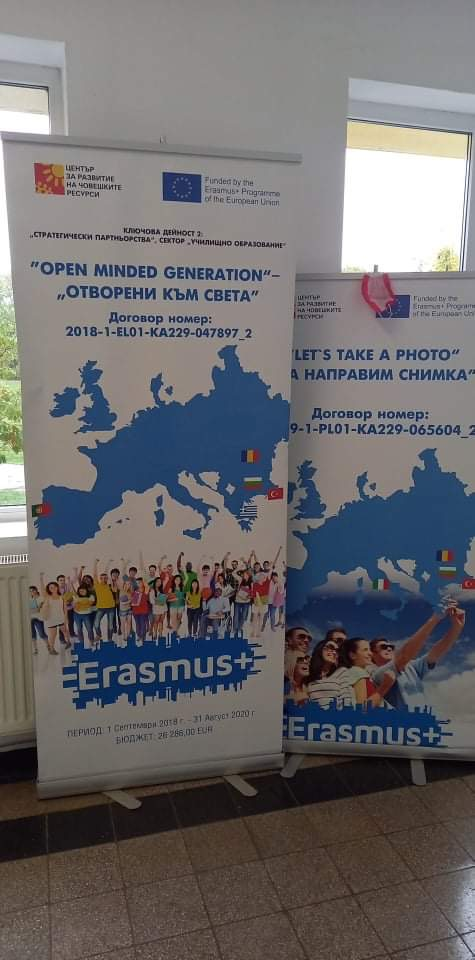 ЦЕНТЪР
ЗА РАЗВИТИЕ
НА ЧОВЕШКИТЕ
РЕСУРСИ
Funded by the
Erasmus+ Programme
of the European Union
КЛЮЧОВА ДЕЙНОСТ 2:
„СТРАТЕГИЧЕСКИ ПАРТНЬОРСТВА", СЕКТОР „УЧИЛИЩНО ОБРАЗОВАНИЕ"
"OPEN MINDED GENERATION"–
„ОТВОРЕНИ КЪМ СВЕТА"
Договор номер:
2018-1-EL01-KA229-047897_2
Erasmus+
ПЕРИОД: 1 Септември 2018 г. - 31 Август 2020 г
БЮДЖЕТ: 26 286,00 EUR
ЦЕНТЪР
ЗА РАЗВИТИЕ
НА ЧОВЕШКИТЕ
РЕСУРСИ
Funded by the
Erasmus+ Programme
of the European Un
LET`S TAKE A PHOTO"
А НАПРАВИМ СНИМКА"
Договор номер:
9-1-PL01-KA229-065604_2
Erasmus+